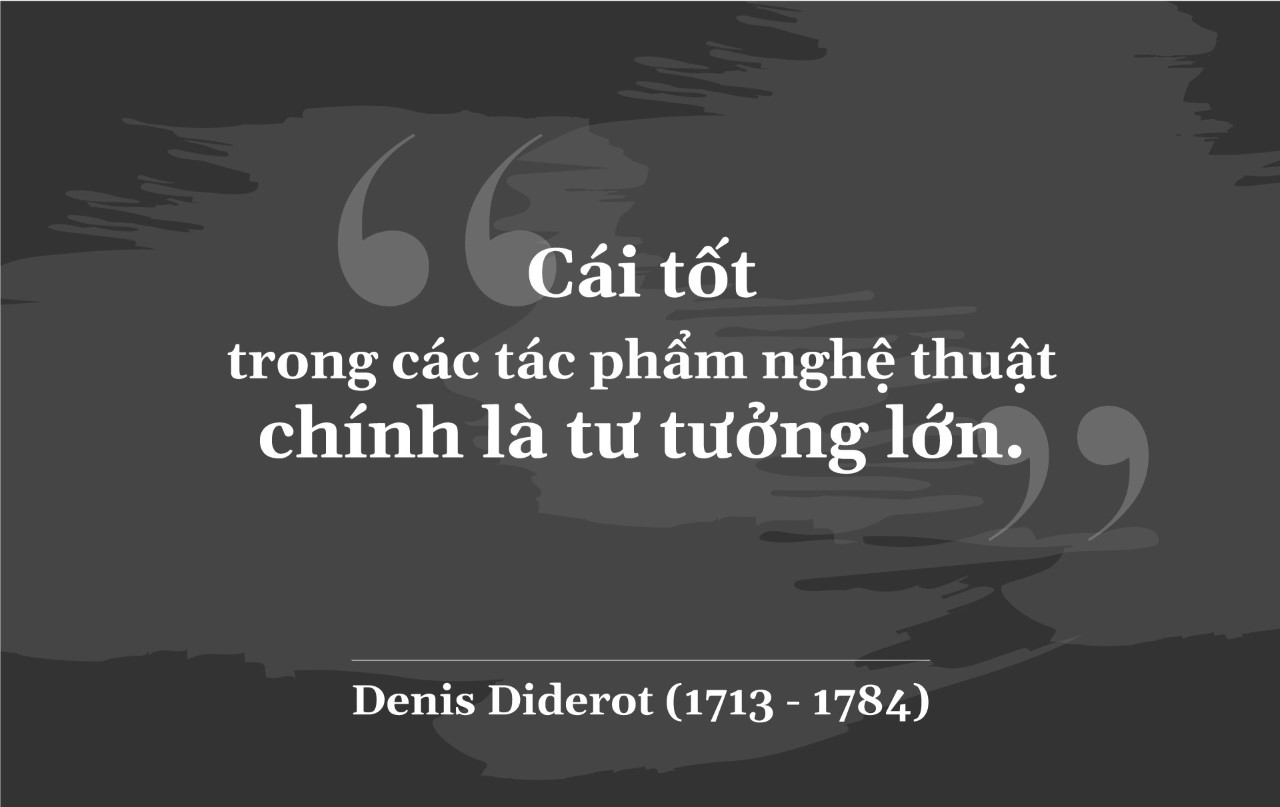 Cái tốt
trong các tác phẩm nghệ thuật
chính là tư tưởng lớn.
Denis Diderot (1713 - 1784)